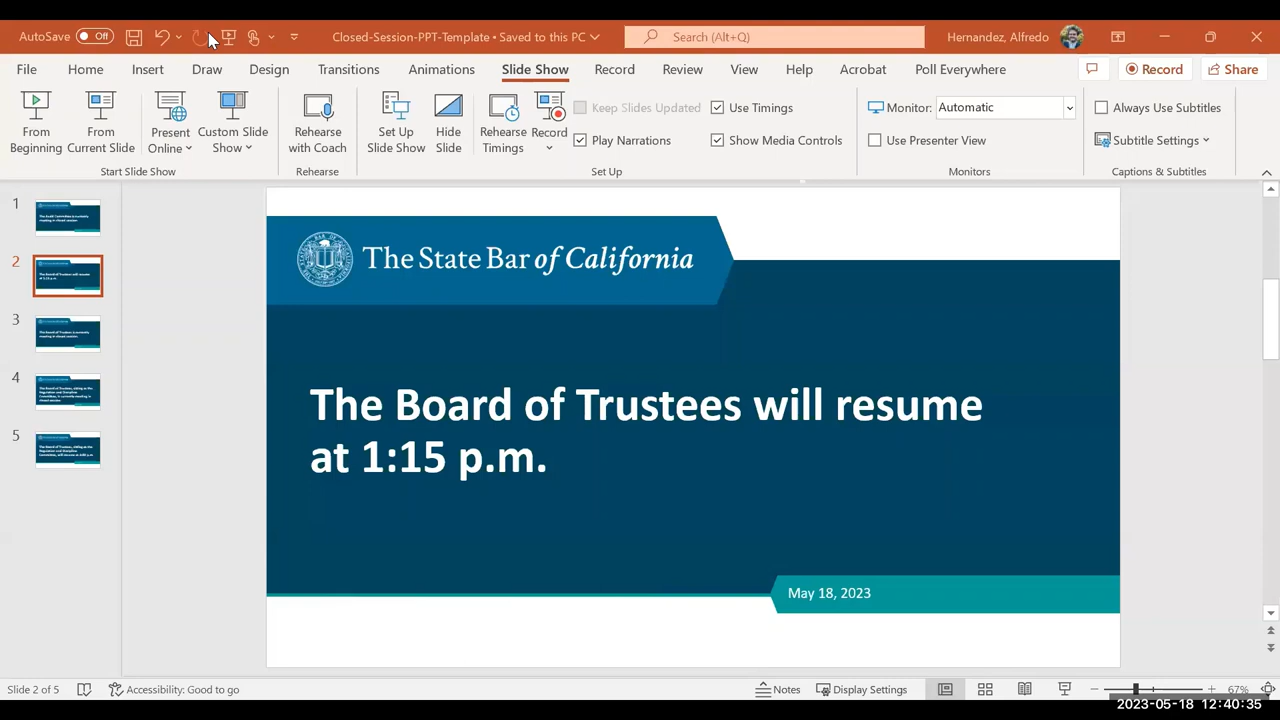 AutoSave Off
Closed-Session-PPT-Template • Saved to this PC
Search (Alt+Q)
Hernandez, Alfredo
File Home Insert Draw Design Transitions Animations Slide Show Record Review View Help Acrobat Poll Everywhere
Record
Share
From Beginning
From Current Slide
Present Online
Custom Slide Show
Start Slide Show
Rehearse with Coach
Rehearse
Set Up Slide Show
Hide Slide
Rehearse Timings
Record
Keep Slides Updated
Use Timings
Play Narrations
Show Media Controls
Set Up
Monitor: Automatic
Use Presenter View
Monitors
Always Use Subtitles
Subtitle Settings
Captions & Subtitles
1
2
3
4
5
The State Bar of California
The Board of Trustees will resume
at 1:15 p.m.
May 18, 2023
Slide 2 of 5
Accessibility: Good to go
Notes
Display Settings
67%
2023-05-18 12:40:35